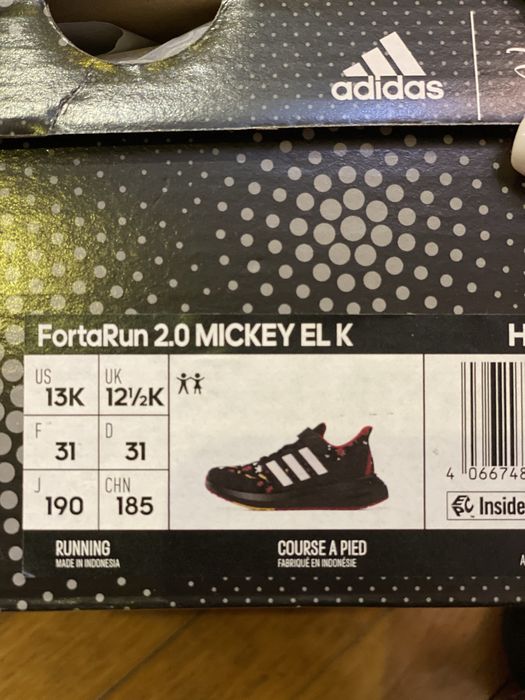 adidas
FortaRun 2.0 MICKEY EL K
H
US 13K
UK 12½K
F 31
D 31
J 190
CHN 185
4 066748
Inside
RUNNING
MADE IN INDONESIA
COURSE A PIED
FABRIQUÉ EN INDONÉSIE
A